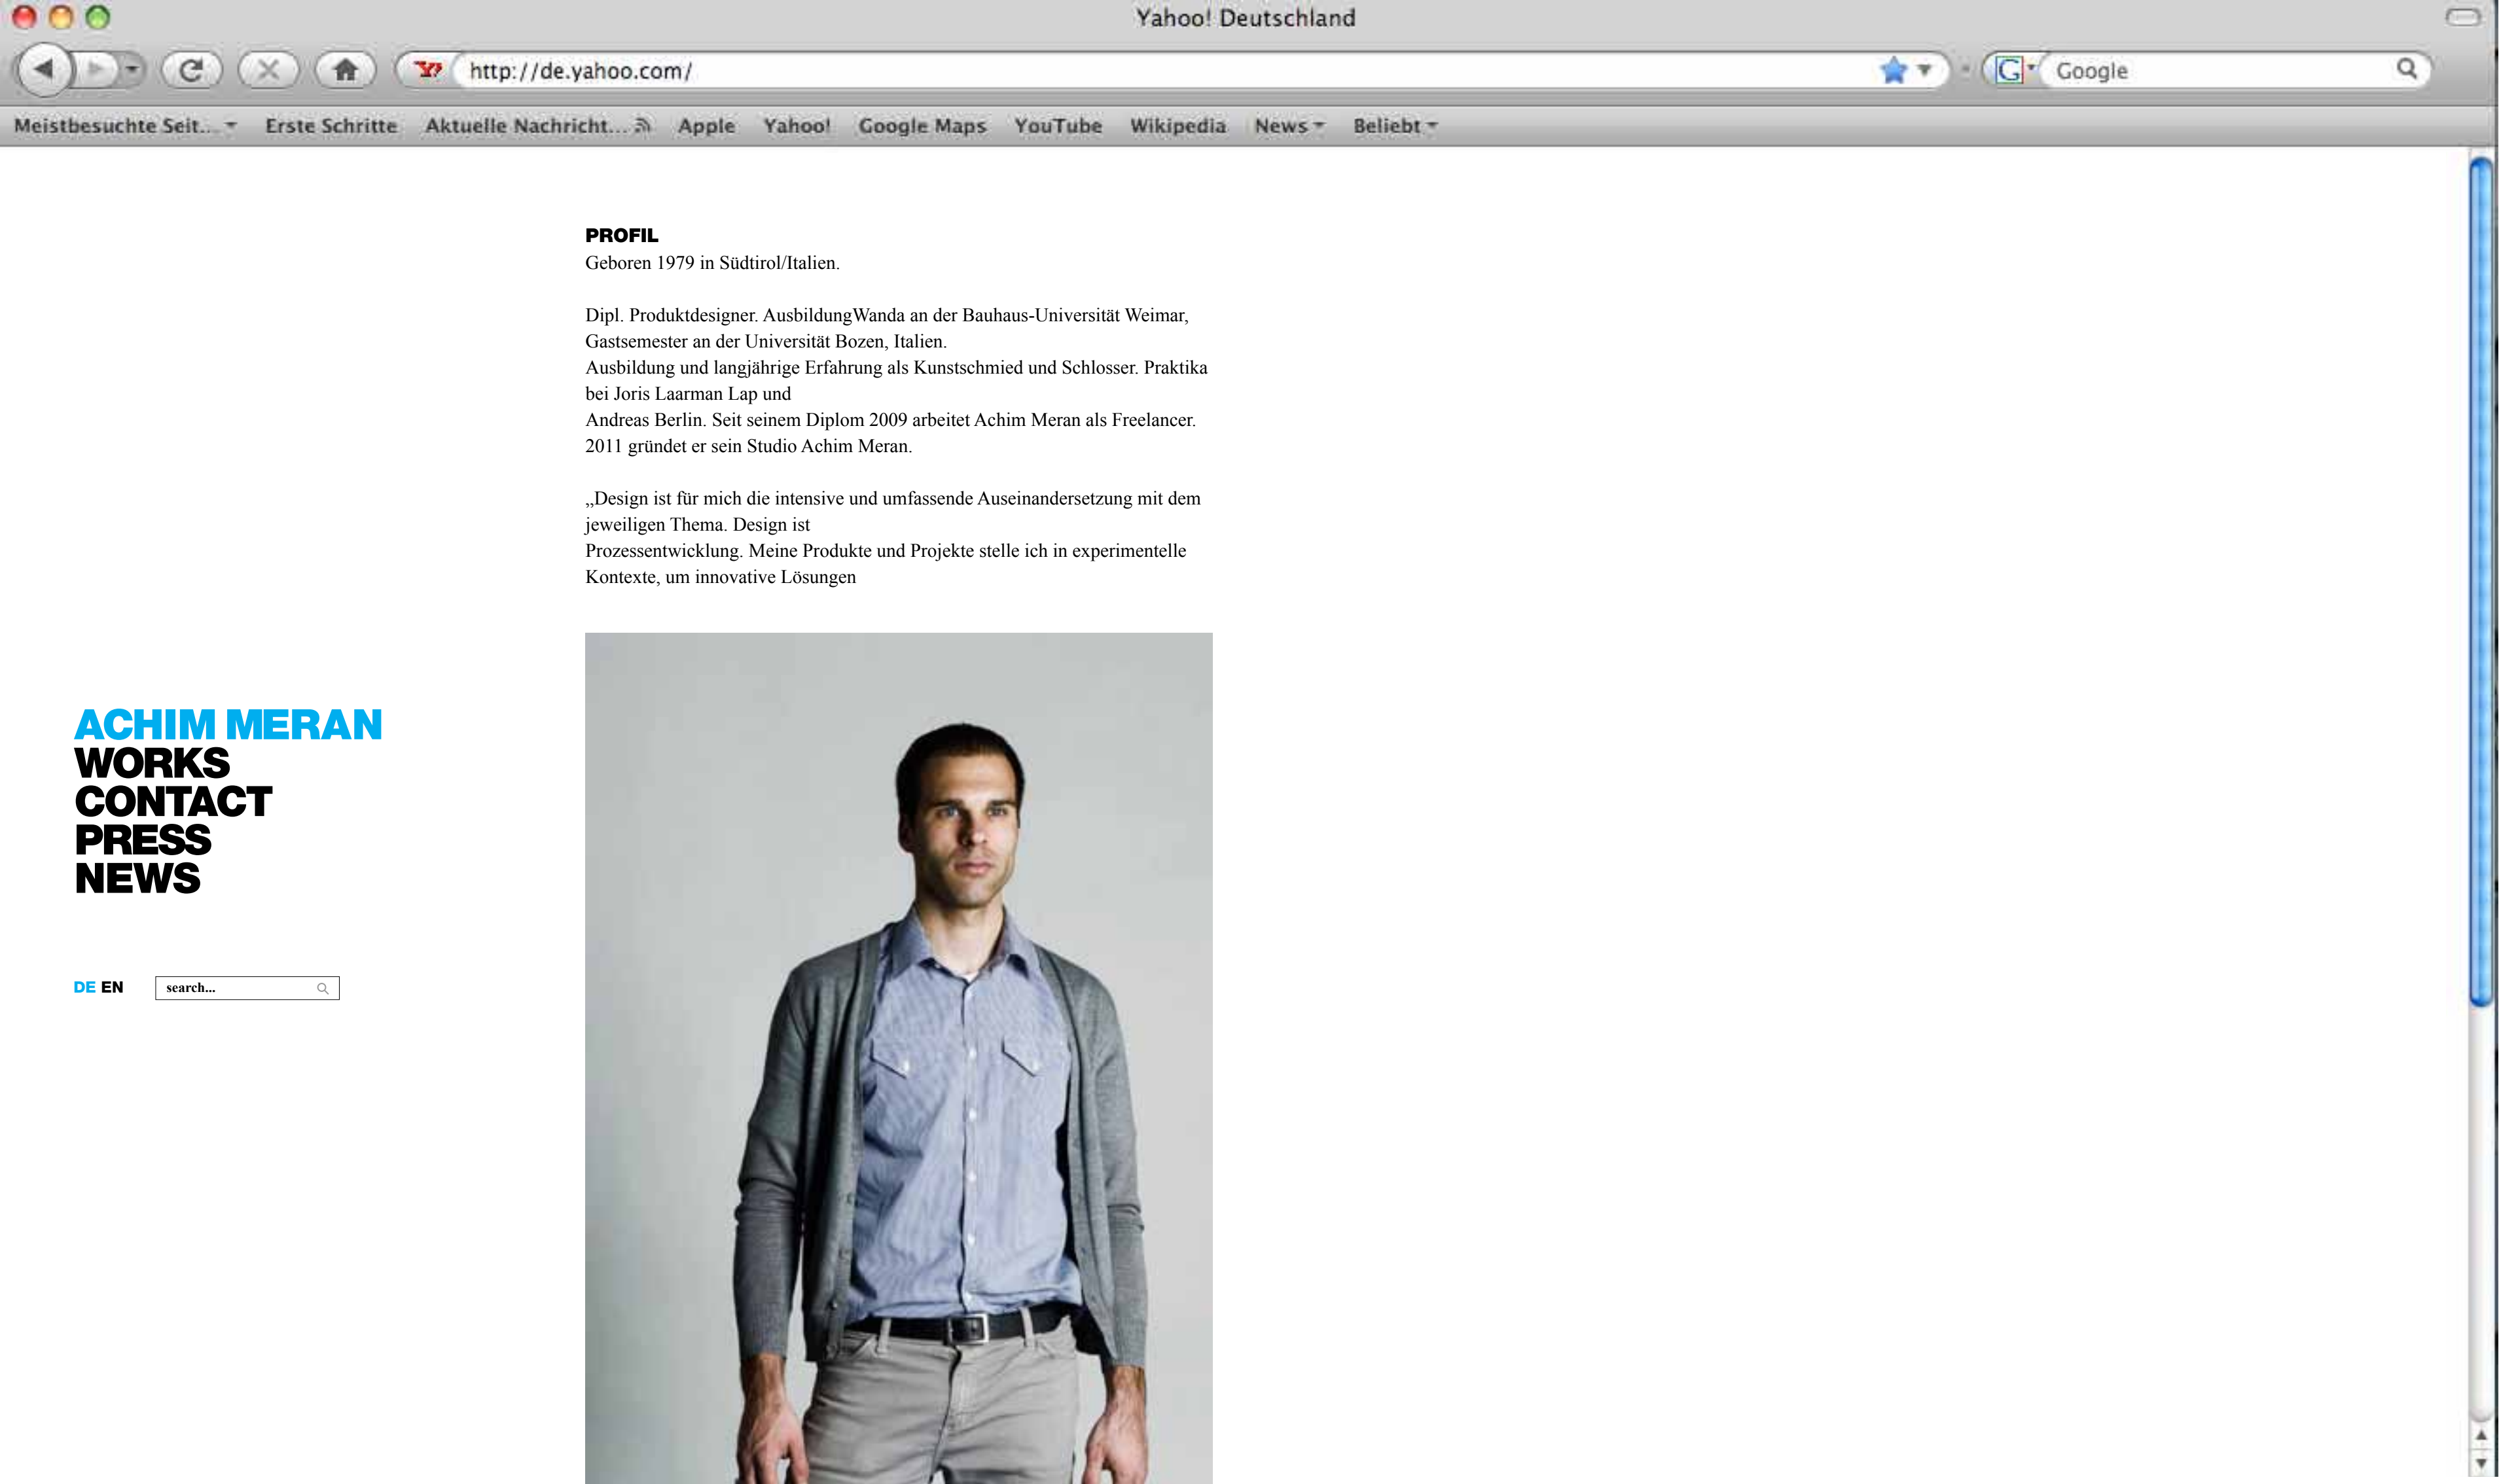 Yahoo! Deutschland
http://de.yahoo.com/
Google
Meistbesuchte Seit... Erste Schritte Aktuelle Nachricht... Apple Yahoo! Google Maps YouTube Wikipedia News Beliebt
PROFIL
Geboren 1979 in Südtirol/Italien.
Dipl. Produktdesigner. AusbildungWanda an der Bauhaus-Universität Weimar,
Gastsemester an der Universität Bozen, Italien.
Ausbildung und langjährige Erfahrung als Kunstschmied und Schlosser. Praktika
bei Joris Laarman Lap und
Andreas Berlin. Seit seinem Diplom 2009 arbeitet Achim Meran als Freelancer.
2011 gründet er sein Studio Achim Meran.
„Design ist für mich die intensive und umfassende Auseinandersetzung mit dem
jeweiligen Thema. Design ist
Prozessentwicklung. Meine Produkte und Projekte stelle ich in experimentelle
Kontexte, um innovative Lösungen
ACHIM MERAN
WORKS
CONTACT
PRESS
NEWS
DE EN search...